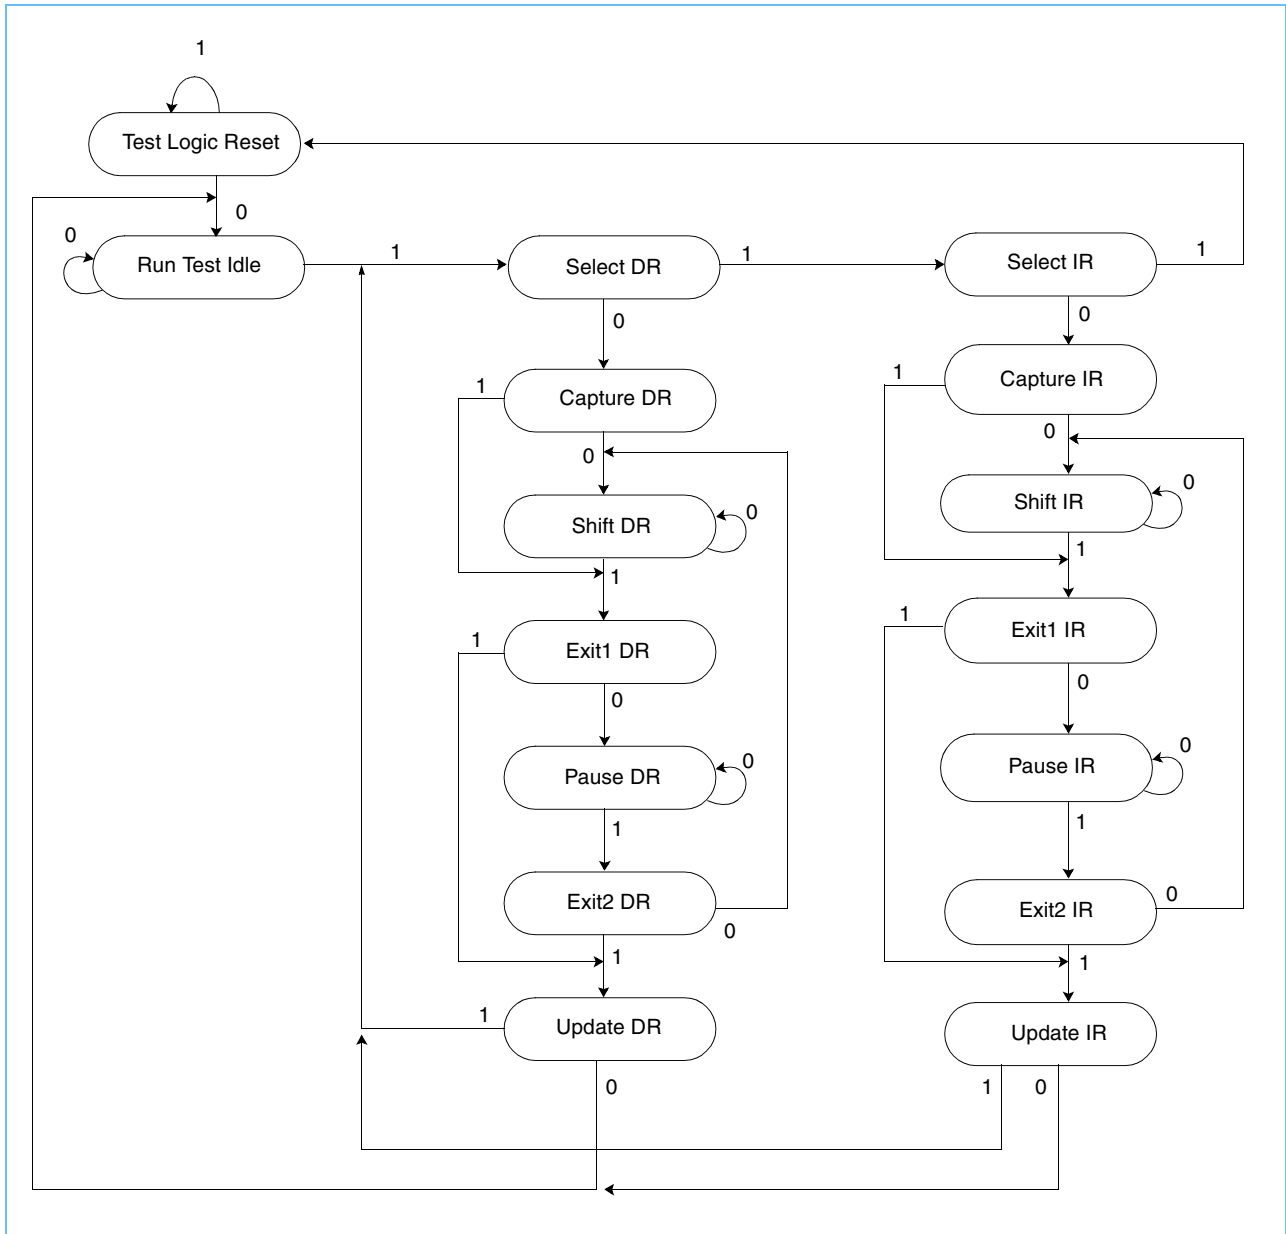 1
Test Logic Reset
0
0
Run Test Idle
1
Select DR
1
Select IR
1
0
0
1
Capture DR
1
Capture IR
0
0
Shift DR
0
Shift IR
0
1
1
1
Exit1 DR
1
Exit1 IR
0
0
Pause DR
0
Pause IR
0
1
1
Exit2 DR
0
Exit2 IR
0
1
1
1
Update DR
Update IR
0
1
0